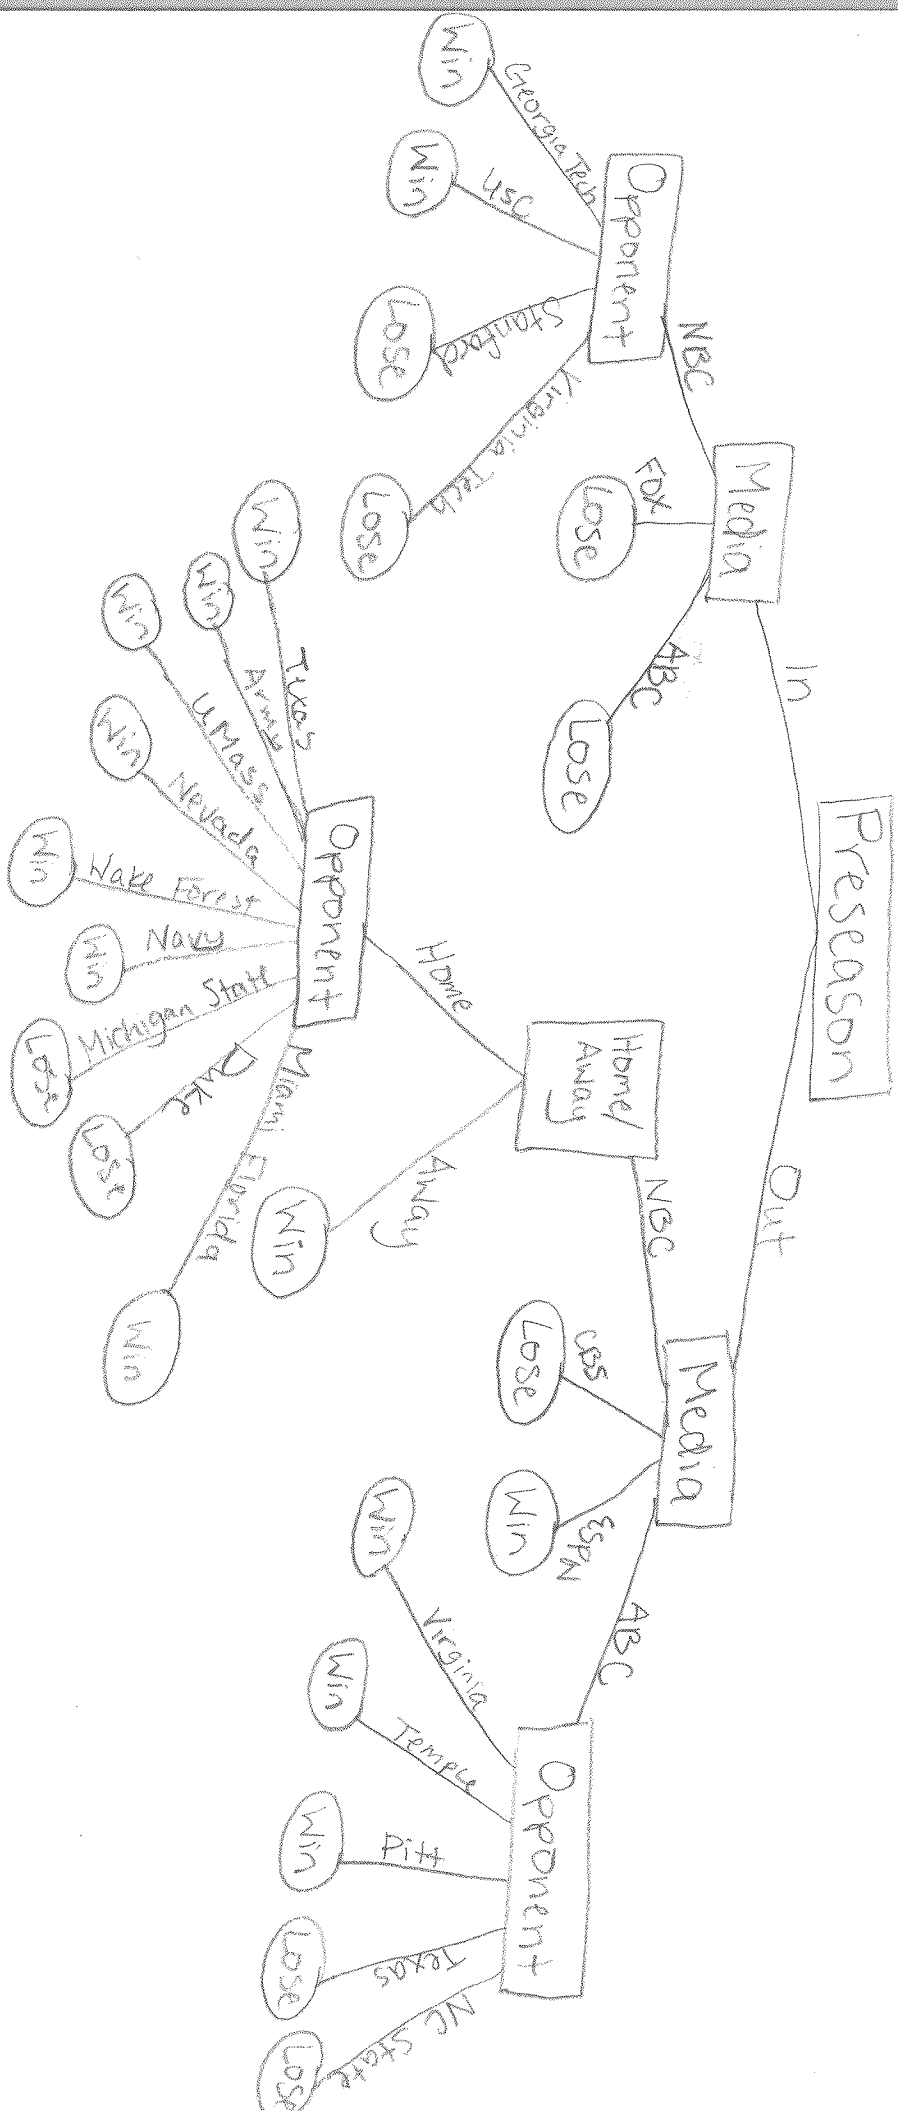 Preseason
In
Out
Media
Media
NBC
Fox
ABC
NBC
CBS
ESPN
ABC
Opponent
Lose
Lose
Home/
Away
Lose
Win
Opponent
Georgia Tech
USC
Stanford
Virginia Tech
Win
Win
Lose
Lose
Home
Away
Opponent
Win
Texas
Army
UMass
Nevada
Wake Forest
Navy
Michigan State
Duke
Miami Florida
Win
Win
Win
Win
Win
Win
Lose
Lose
Win
Virginia
Temple
Pitt
Texas
NC State
Win
Win
Win
Lose
Lose